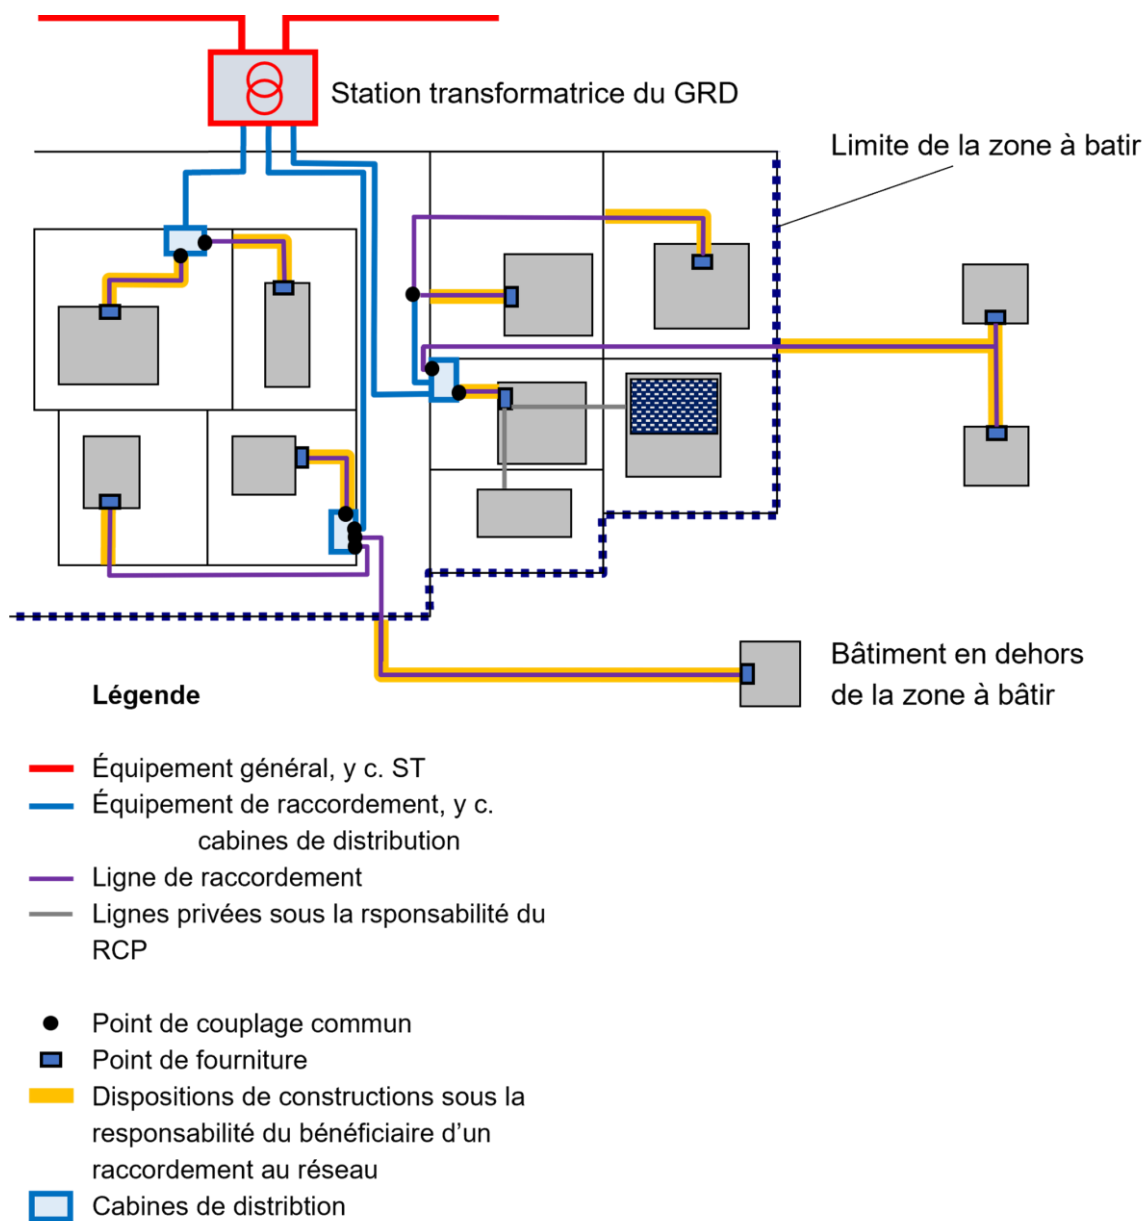 Station transformatrice du GRD
Limite de la zone à batir
Bâtiment en dehors
de la zone à bâtir
Légende
Équipement général, y c. ST
Équipement de raccordement, y c.
cabines de distribution
Ligne de raccordement
Lignes privées sous la rsponsabilité du
RCP
Point de couplage commun
Point de fourniture
Dispositions de constructions sous la
responsabilité du bénéficiaire d’un
raccordement au réseau
Cabines de distribtion